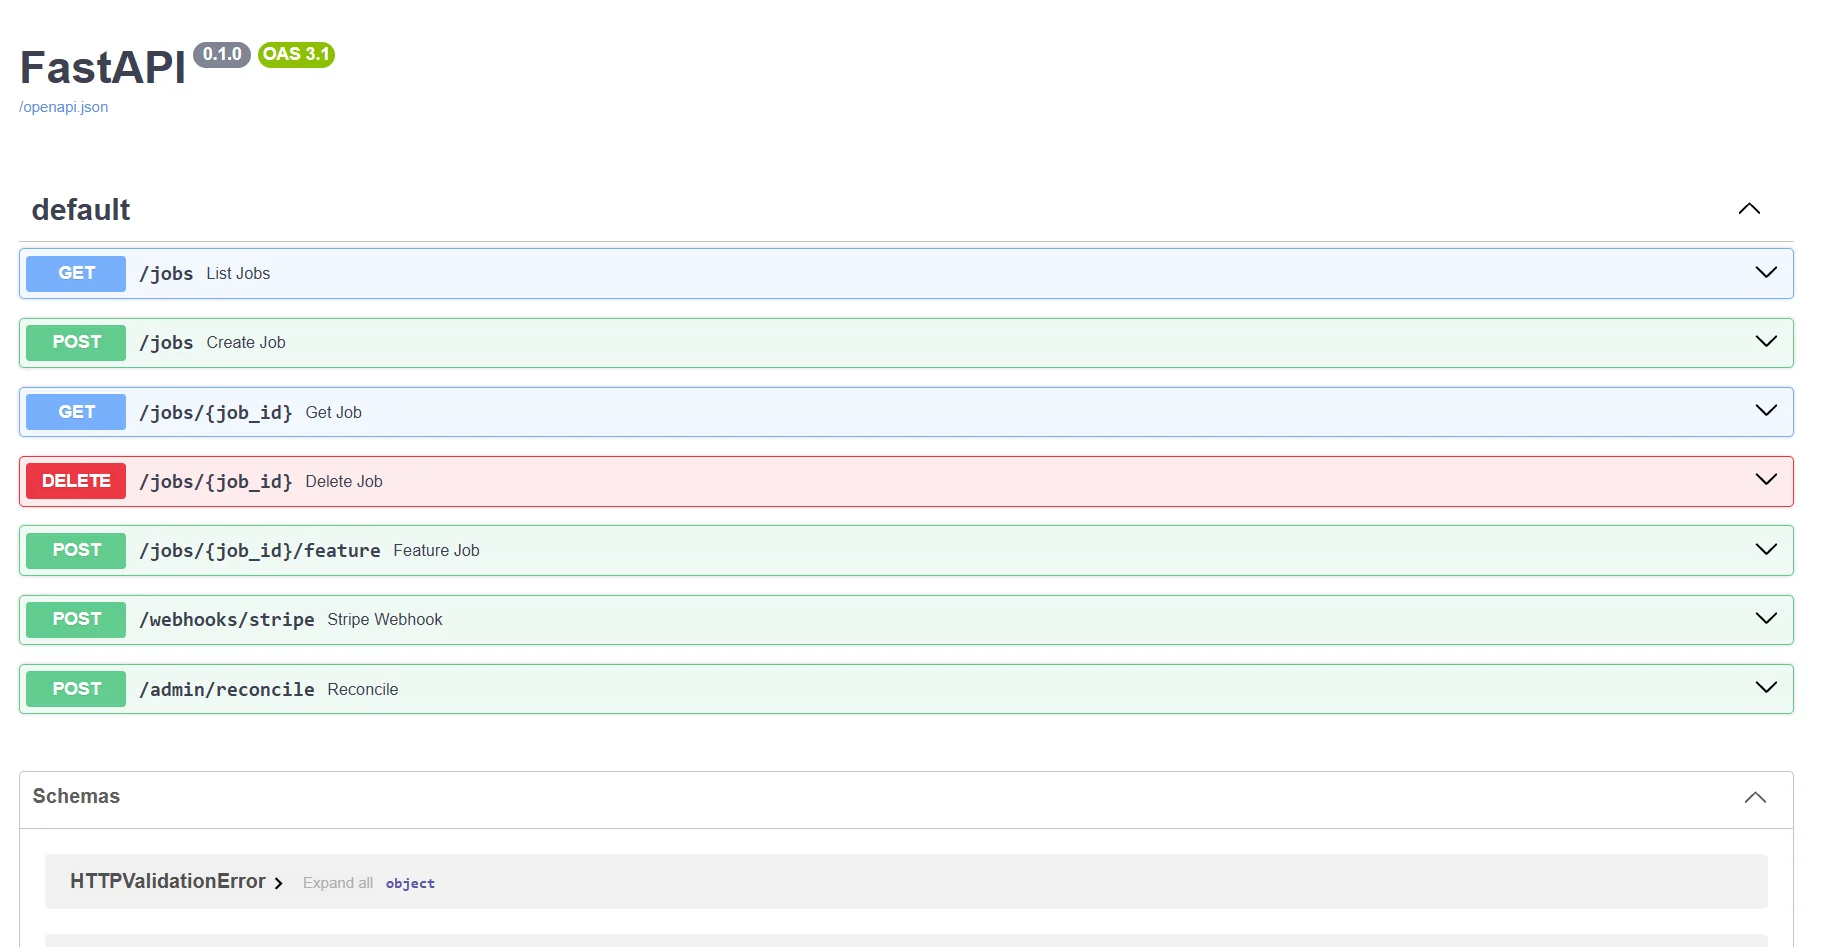 FastAPI 0.1.0 OAS 3.1
/openapi.json
default
GET /jobs List Jobs
POST /jobs Create Job
GET /jobs/{job_id} Get Job
DELETE /jobs/{job_id} Delete Job
POST /jobs/{job_id}/feature Feature Job
POST /webhooks/stripe Stripe Webhook
POST /admin/reconcile Reconcile
Schemas
HTTPValidationError Expand all object